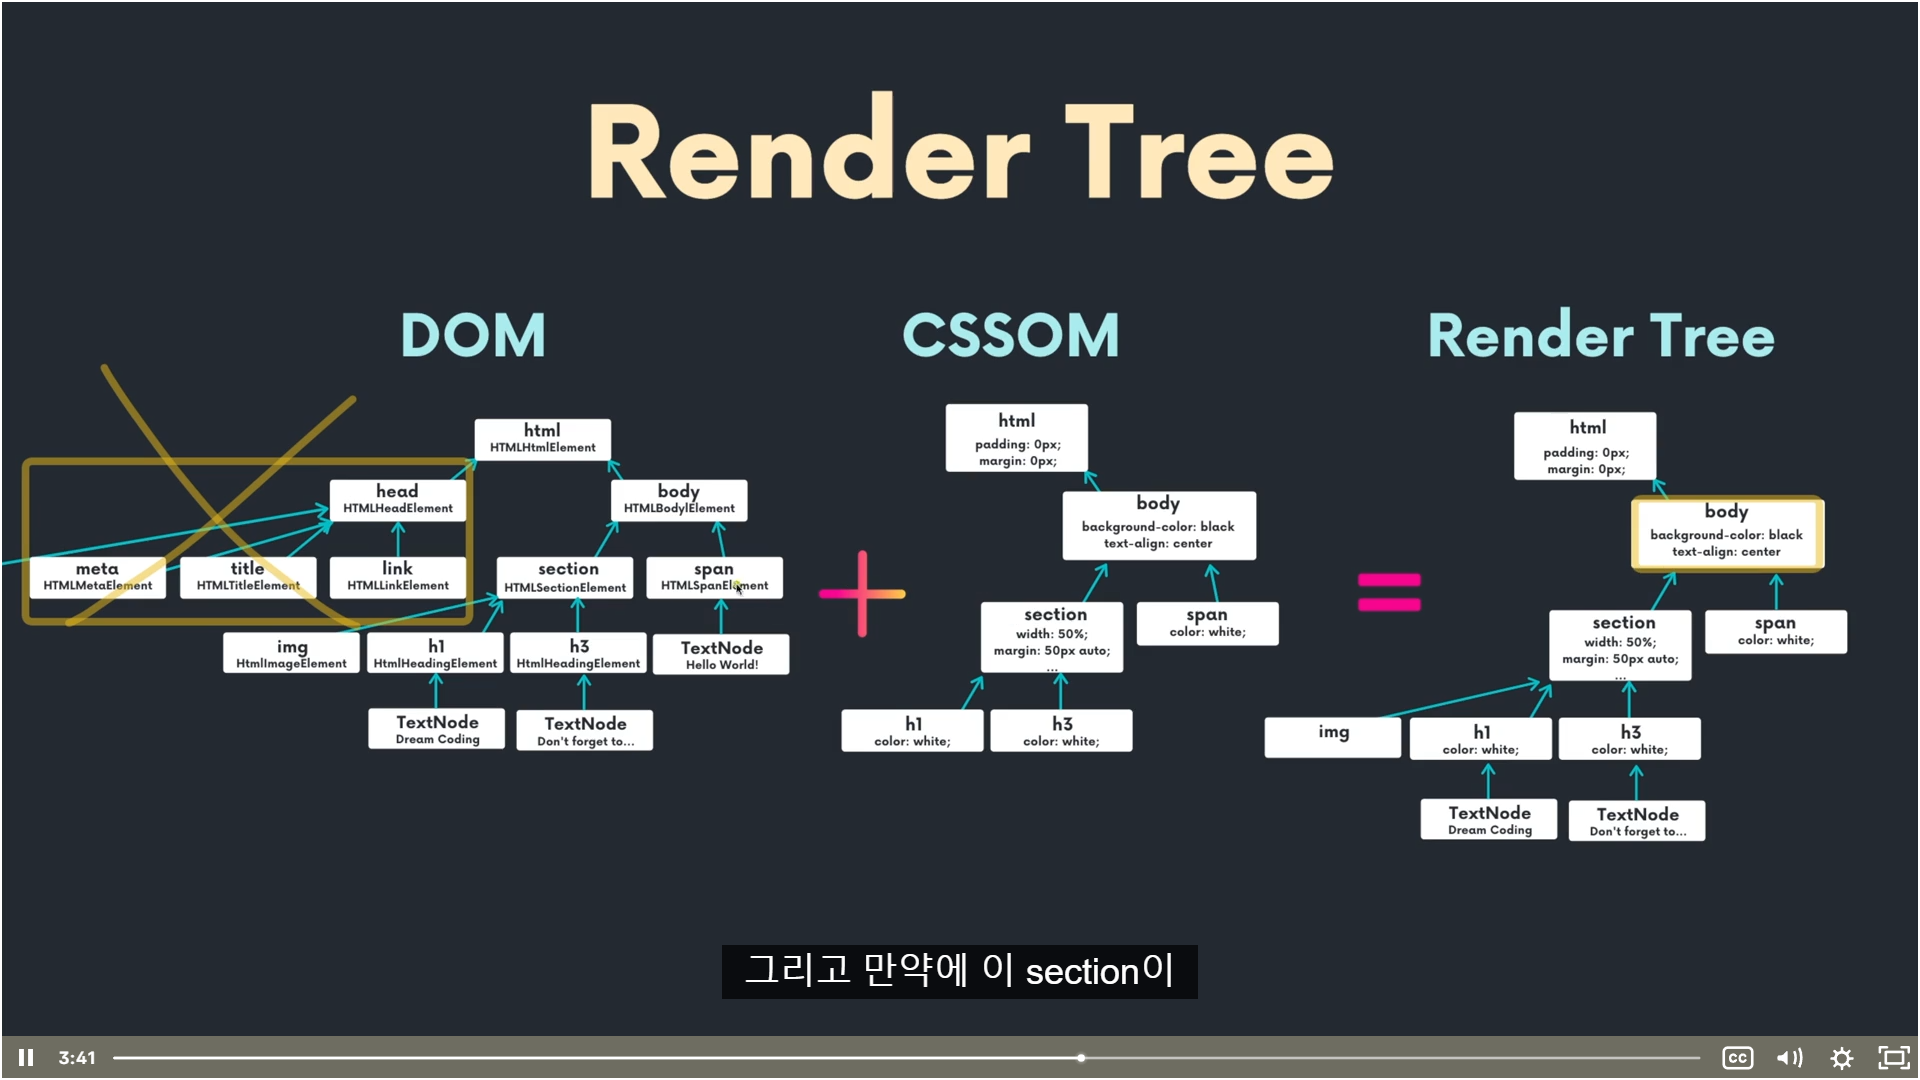 Render Tree
DOM
html
HTMLHtmlElement
head
HTMLHeadElement
body
HTMLBodylElement
meta
HTMLMetaElement
title
HTMLTitleElement
link
HTMLLinkElement
section
HTMLSectionElement
span
HTMLSpanElement
img
HtmlImageElement
h1
HtmlHeadingElement
h3
HtmlHeadingElement
TextNode
Hello World!
TextNode
Dream Coding
TextNode
Don't forget to...
CSSOM
html
padding: 0px;
margin: 0px;
body
background-color: black
text-align: center
section
width: 50%;
margin: 50px auto;
...
span
color: white;
h1
color: white;
h3
color: white;
Render Tree
html
padding: 0px;
margin: 0px;
body
background-color: black
text-align: center
section
width: 50%;
margin: 50px auto;
...
span
color: white;
img
h1
color: white;
h3
color: white;
TextNode
Dream Coding
TextNode
Don't forget to...
그리고 만약에 이 section이
3:41
CC